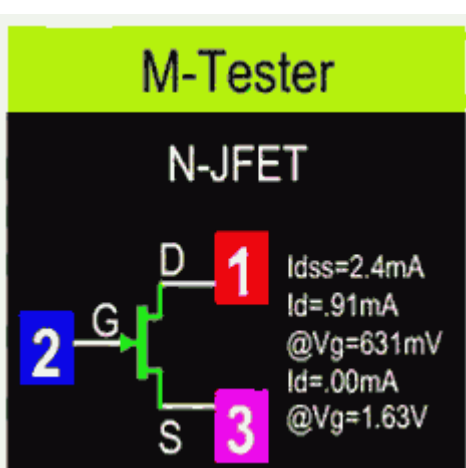 M-Tester
N-JFET
D
1
Idss=2.4mA
Id=.91mA
G
2
@Vg=631mV
Id=.00mA
S
3
@Vg=1.63V